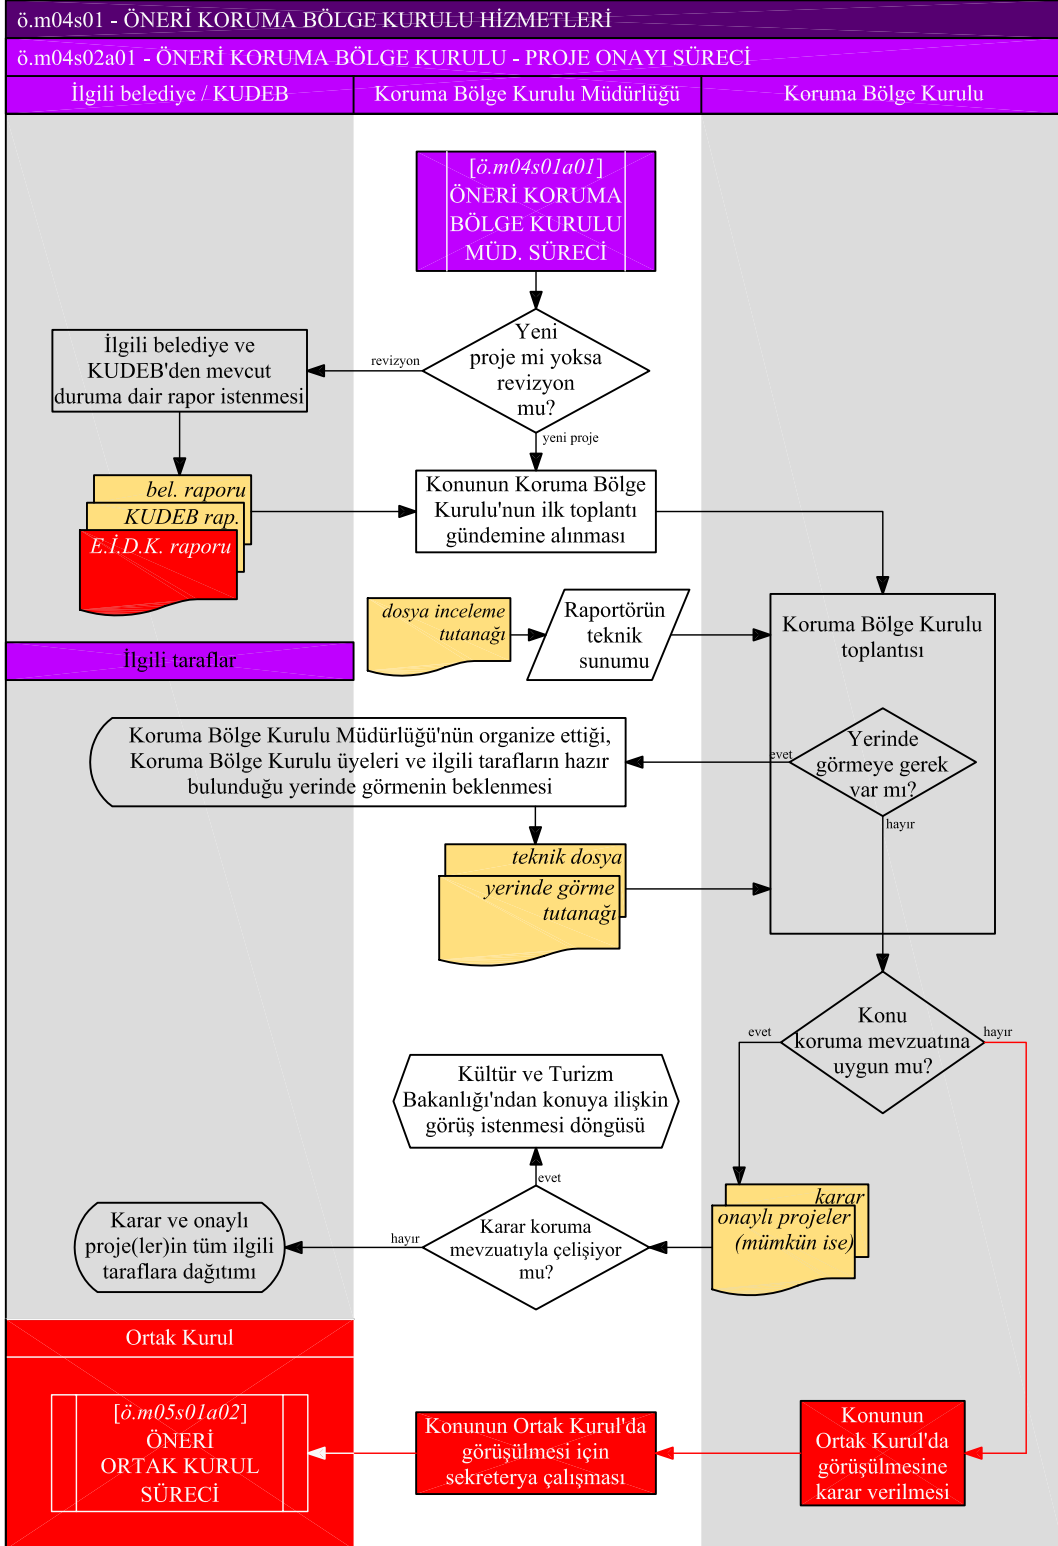 ö.m04s01 - ÖNERİ KORUMA BÖLGE KURULU HİZMETLERİ
ö.m04s02a01 - ÖNERİ KORUMA BÖLGE KURULU - PROJE ONAYI SÜRECİ
İlgili belediye / KUDEB
Koruma Bölge Kurulu Müdürlüğü
Koruma Bölge Kurulu
[ö.m04s01a01]
ÖNERİ KORUMA
BÖLGE KURULU
MÜD. SÜRECİ
Yeni
proje mi yoksa
revizyon
mu?
revizyon
yeni proje
İlgili belediye ve
KUDEB'den mevcut
duruma dair rapor istenmesi
bel. raporu
KUDEB rap.
E.İ.D.K. raporu
Konunun Koruma Bölge
Kurulu'nun ilk toplantı
gündemine alınması
dosya inceleme
tutanağı
Raportörün
teknik
sunumu
Koruma Bölge Kurulu
toplantısı
İlgili taraflar
Yerinde
görmeye gerek
var mı?
evet
hayır
Koruma Bölge Kurulu Müdürlüğü'nün organize ettiği,
Koruma Bölge Kurulu üyeleri ve ilgili tarafların hazır
bulunduğu yerinde görmenin beklenmesi
teknik dosya
yerinde görme
tutanağı
Konu
koruma mevzuatına
uygun mu?
evet
hayır
Kültür ve Turizm
Bakanlığı'ndan konuya ilişkin
görüş istenmesi döngüsü
evet
karar
onaylı projeler
(mümkün ise)
Karar koruma
mevzuatıyla çelişiyor
mu?
hayır
Karar ve onaylı
proje(ler)in tüm ilgili
taraflara dağıtımı
Ortak Kurul
[ö.m05s01a02]
ÖNERİ
ORTAK KURUL
SÜRECİ
Konunun Ortak Kurul'da
görüşülmesi için
sekreterya çalışması
Konunun
Ortak Kurul'da
görüşülmesine
karar verilmesi